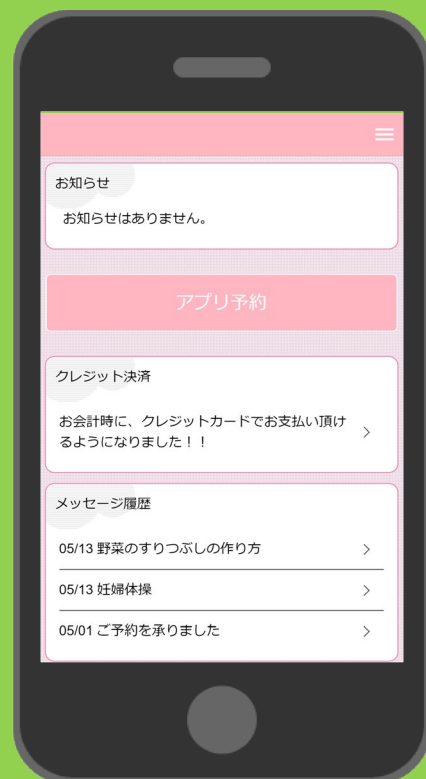 お知らせ
お知らせはありません。
アプリ予約
クレジット決済
お会計時に、クレジットカードでお支払い頂け
るようになりました！！
メッセージ履歴
05/13 野菜のすりつぶしの作り方
05/13 妊婦体操
05/01 ご予約を承りました